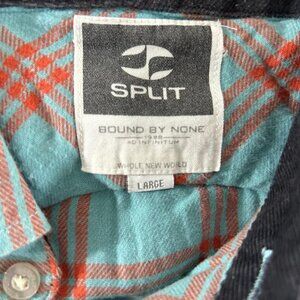 SPLIT
BOUND BY NONE
1988
AD INFINITUM
WHOLE NEW WORLD
LARGE